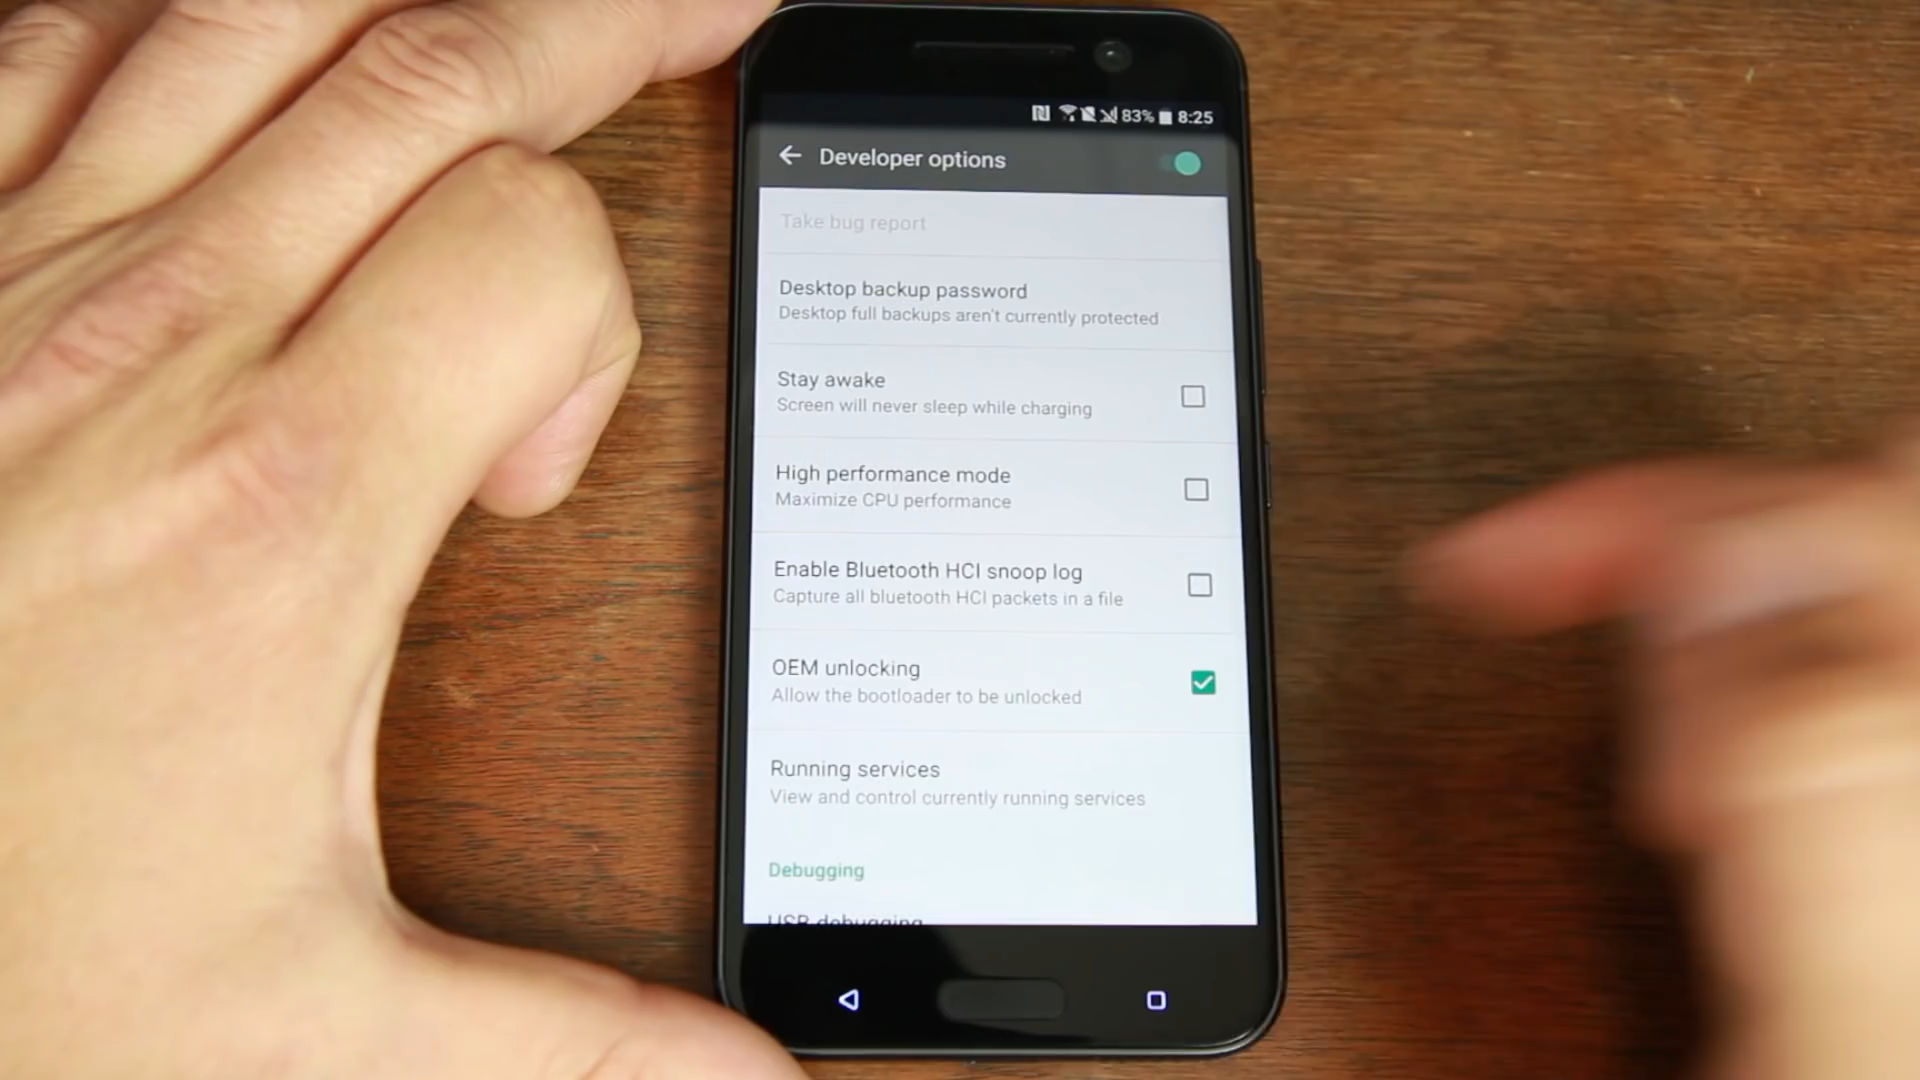 83% 8:25
Developer options
Take bug report
Desktop backup password
Desktop full backups aren't currently protected
Stay awake
Screen will never sleep while charging
High performance mode
Maximize CPU performance
Enable Bluetooth HCI snoop log
Capture all bluetooth HCI packets in a file
OEM unlocking
Allow the bootloader to be unlocked
Running services
View and control currently running services
Debugging
USB debugging